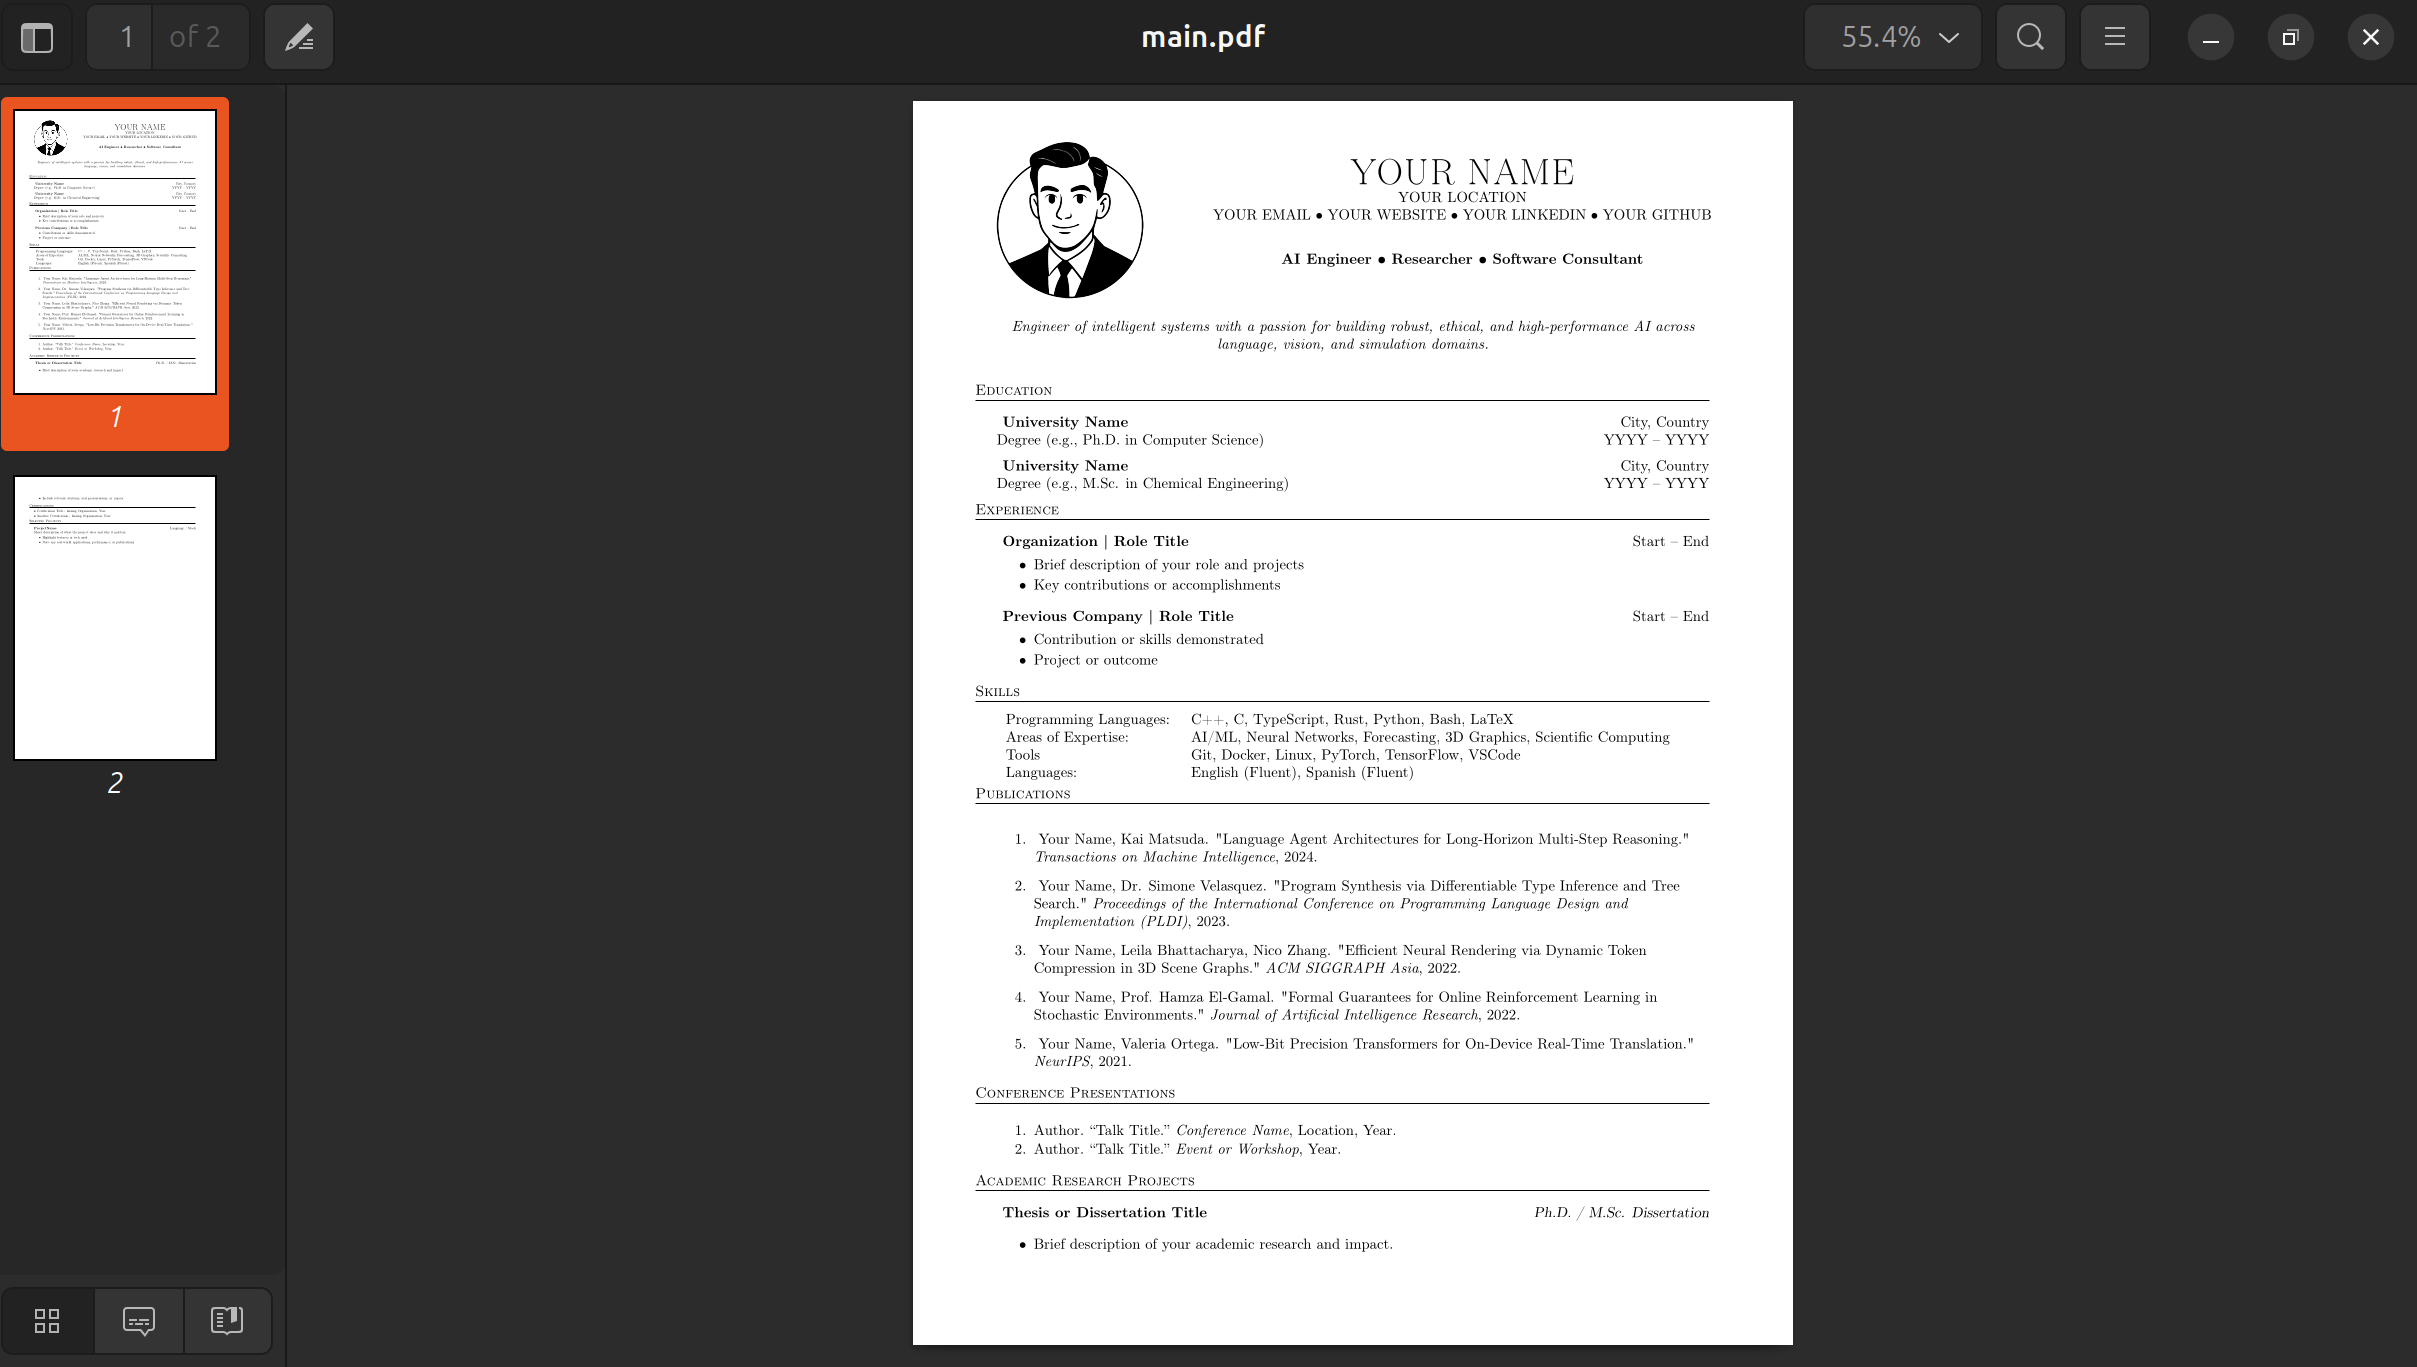 1 of 2
main.pdf
55.4%
1
2
YOUR NAME
YOUR LOCATION
YOUR EMAIL ● YOUR WEBSITE ● YOUR LINKEDIN ● YOUR GITHUB
AI Engineer ● Researcher ● Software Consultant
Engineer of intelligent systems with a passion for building robust, ethical, and high-performance AI across
language, vision, and simulation domains.
EDUCATION
University Name City, Country
Degree (e.g., Ph.D. in Computer Science) YYYY – YYYY
University Name City, Country
Degree (e.g., M.Sc. in Chemical Engineering) YYYY – YYYY
EXPERIENCE
Organization | Role Title Start – End
● Brief description of your role and projects
● Key contributions or accomplishments
Previous Company | Role Title Start – End
● Contribution or skills demonstrated
● Project or outcome
SKILLS
Programming Languages: C++, C, TypeScript, Rust, Python, Bash, LaTeX
Areas of Expertise: AI/ML, Neural Networks, Forecasting, 3D Graphics, Scientific Computing
Tools Git, Docker, Linux, PyTorch, TensorFlow, VSCode
Languages: English (Fluent), Spanish (Fluent)
PUBLICATIONS
1. Your Name, Kai Matsuda. "Language Agent Architectures for Long-Horizon Multi-Step Reasoning."
Transactions on Machine Intelligence, 2024.
2. Your Name, Dr. Simone Velasquez. "Program Synthesis via Differentiable Type Inference and Tree
Search." Proceedings of the International Conference on Programming Language Design and
Implementation (PLDI), 2023.
3. Your Name, Leila Bhattacharya, Nico Zhang. "Efficient Neural Rendering via Dynamic Token
Compression in 3D Scene Graphs." ACM SIGGRAPH Asia, 2022.
4. Your Name, Prof. Hamza El-Gamal. "Formal Guarantees for Online Reinforcement Learning in
Stochastic Environments." Journal of Artificial Intelligence Research, 2022.
5. Your Name, Valeria Ortega. "Low-Bit Precision Transformers for On-Device Real-Time Translation."
NeurIPS, 2021.
CONFERENCE PRESENTATIONS
1. Author. “Talk Title.” Conference Name, Location, Year.
2. Author. “Talk Title.” Event or Workshop, Year.
ACADEMIC RESEARCH PROJECTS
Thesis or Dissertation Title Ph.D. / M.Sc. Dissertation
● Brief description of your academic research and impact.